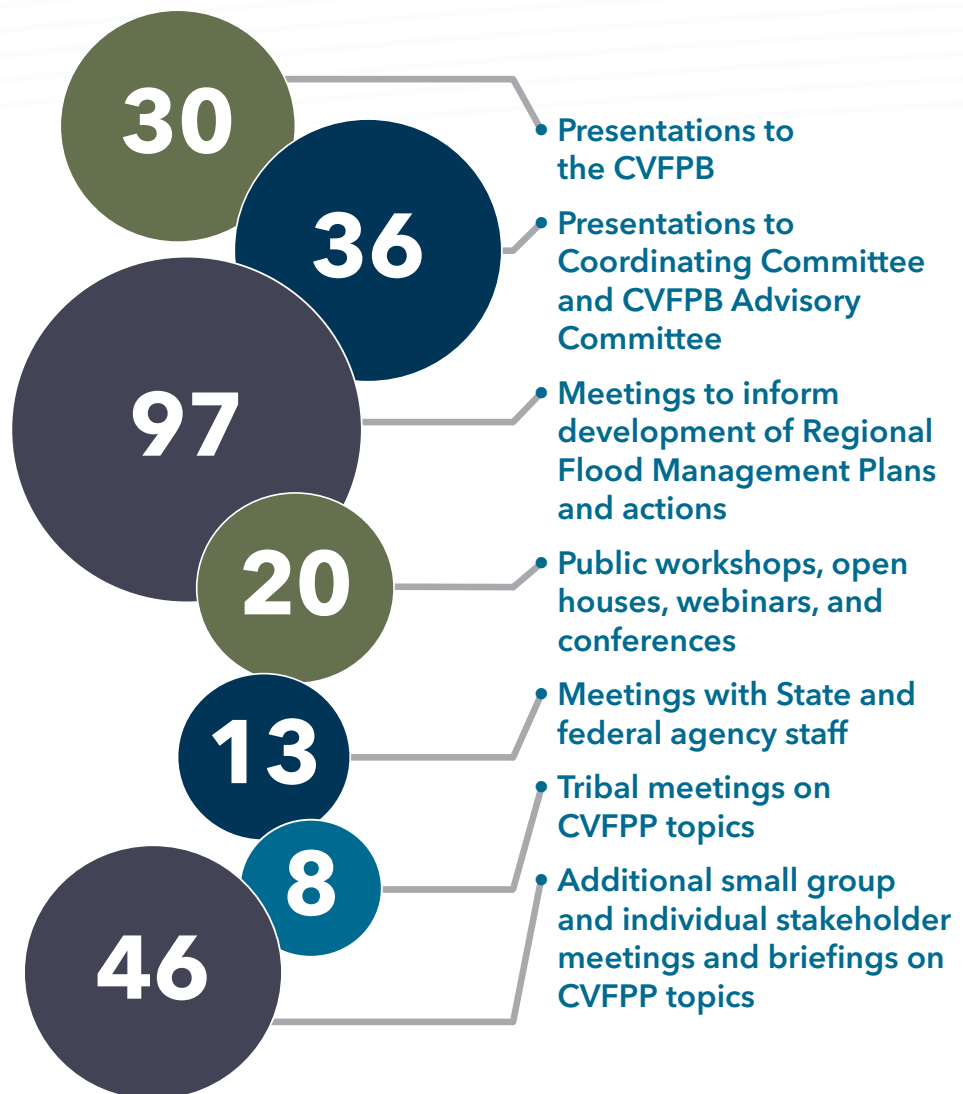 30
• Presentations to
the CVFPB
36
• Presentations to
Coordinating Committee
and CVFPB Advisory
Committee
97
• Meetings to inform
development of Regional
Flood Management Plans
and actions
20
• Public workshops, open
houses, webinars, and
conferences
13
• Meetings with State and
federal agency staff
8
• Tribal meetings on
CVFPP topics
46
• Additional small group
and individual stakeholder
meetings and briefings on
CVFPP topics